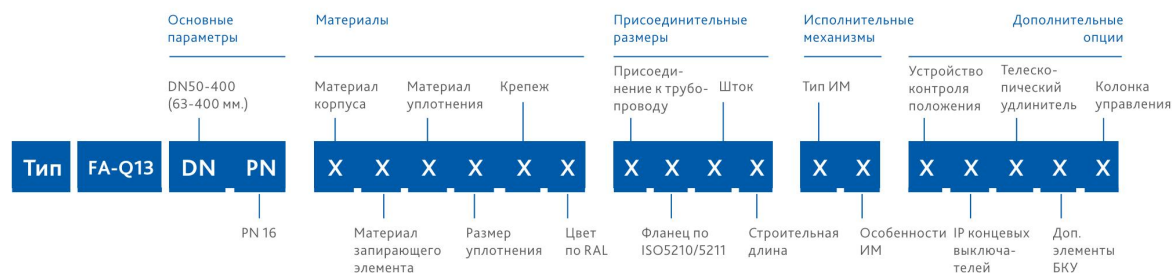 Основные
параметры
Материалы
Присоединительные
размеры
Исполнительные
механизмы
Дополнительные
опции
DN50-400
(63-400 мм.)
Материал
корпуса
Материал
уплотнения
Крепеж
Присоеди-
нение к трубо-
проводу
Шток
Тип ИМ
Устройство
контроля
положения
Телеско-
пический
удлинитель
Колонка
управления
Тип FA-Q13 DN PN X X X X X X X X X X X X X X X X X
PN 16
Материал
запирающего
элемента
Размер
уплотнения
Цвет
по RAL
Фланец по
ISO5210/5211
Строительная
длина
Особенности
ИМ
IP концевых
выключа-
телей
Доп.
элементы
БКУ